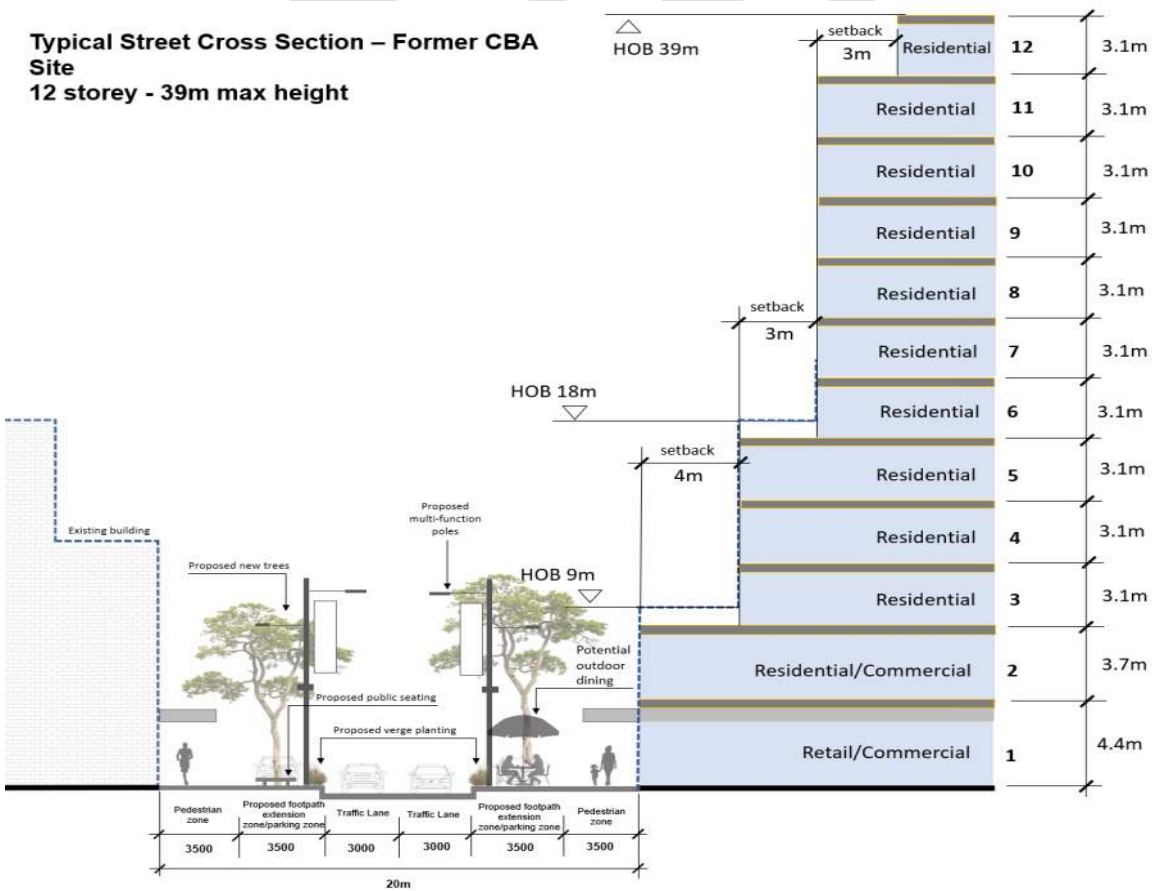 Typical Street Cross Section – Former CBA
Site
12 storey - 39m max height
HOB 39m
setback
3m
Residential
12
3.1m
Residential
11
3.1m
Residential
10
3.1m
Residential
9
3.1m
Residential
8
3.1m
setback
3m
Residential
7
3.1m
HOB 18m
Residential
6
3.1m
setback
4m
Residential
5
3.1m
Existing building
Proposed
multi-function
poles
Residential
4
3.1m
Proposed new trees
HOB 9m
Residential
3
3.1m
Potential
outdoor
dining
Residential/Commercial
2
3.7m
Proposed public seating
Proposed verge planting
Retail/Commercial
1
4.4m
Pedestrian
zone
Proposed footpath
extension
zone/parking zone
Traffic Lane
Traffic Lane
Proposed footpath
extension
zone/parking zone
Pedestrian
zone
3500
3500
3000
3000
3500
3500
20m